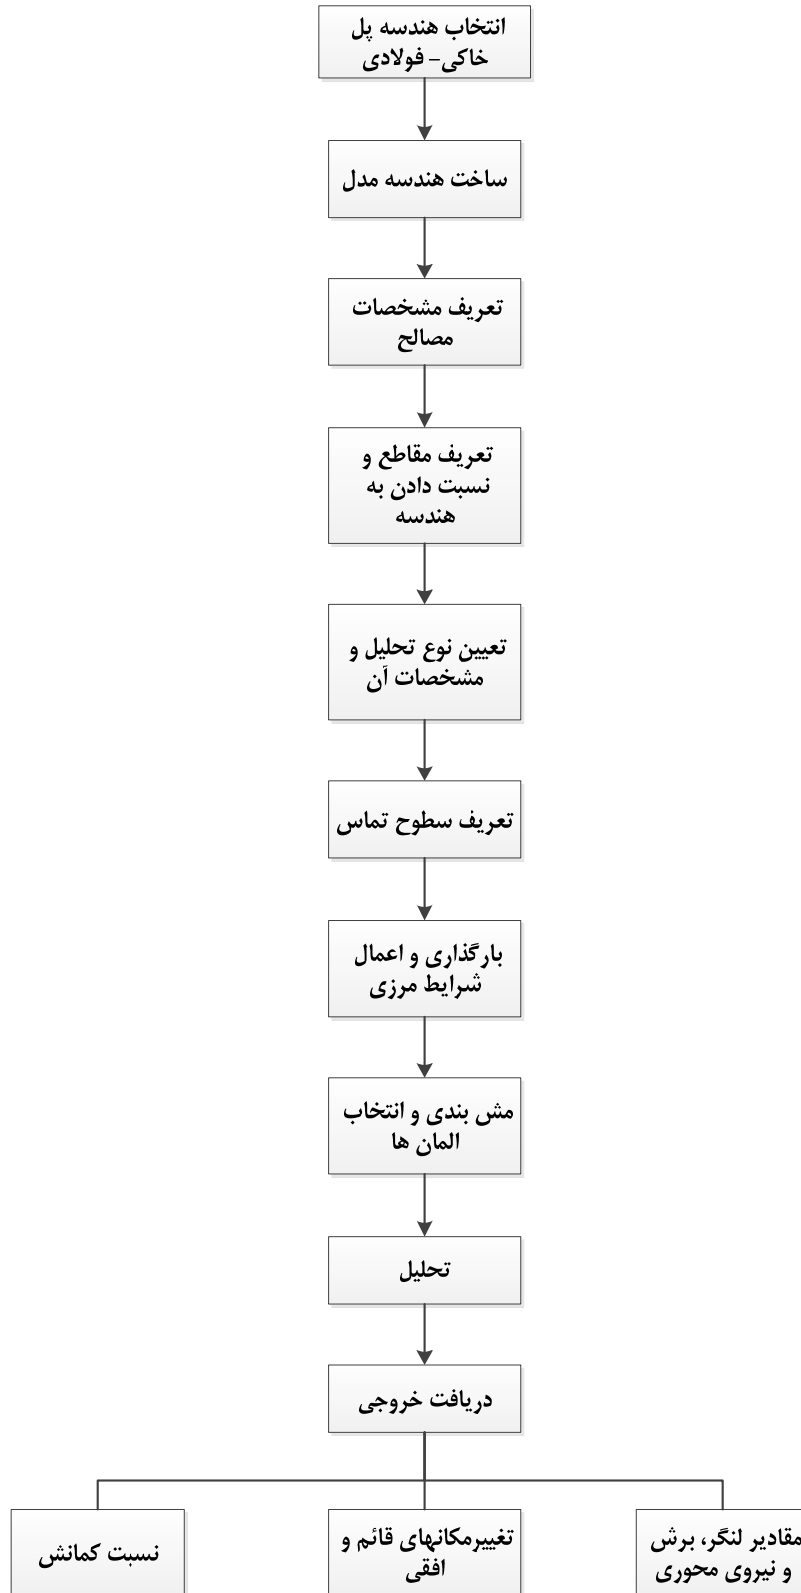 انتخاب هندسه پل
خاکی- فولادی
ساخت هندسه مدل
تعریف مشخصات
مصالح
تعریف مقاطع و
نسبت دادن به
هندسه
تعیین نوع تحلیل و
مشخصات آن
تعریف سطوح تماس
بارگذاری و اعمال
شرایط مرزی
مش بندی و انتخاب
المان ها
تحلیل
دریافت خروجی
مقادیر لنگر، برش
و نیروی محوری
تغییرمکانهای قائم و
افقی
نسبت کمانش